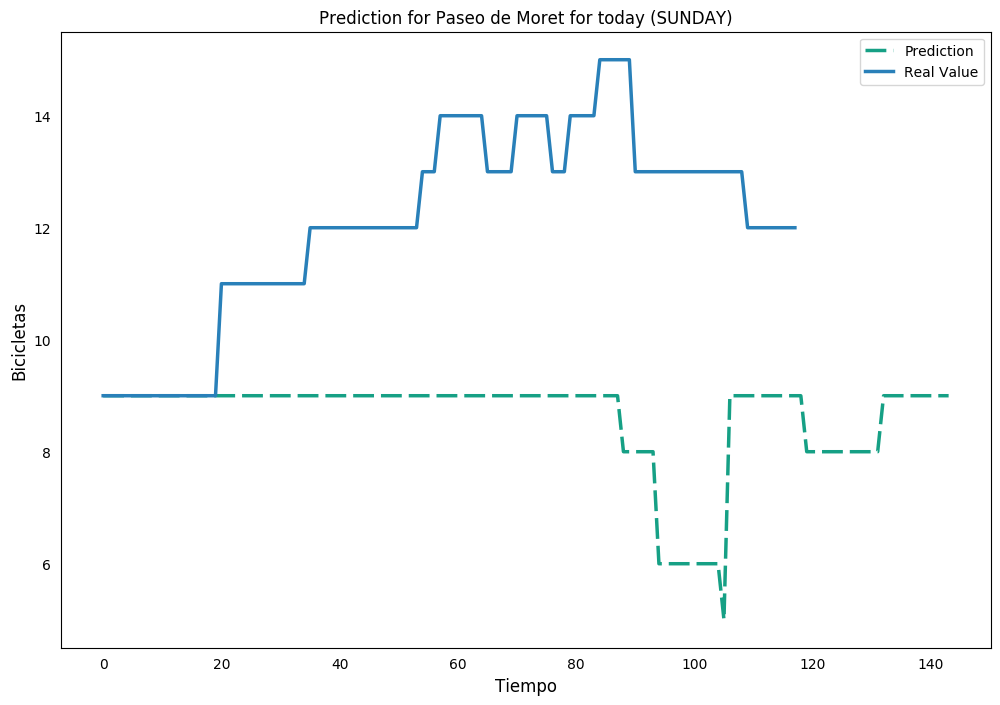 Prediction for Paseo de Moret for today (SUNDAY)
Prediction
Real Value
14
12
10
8
6
Bicicletas
0 20 40 60 80 100 120 140
Tiempo